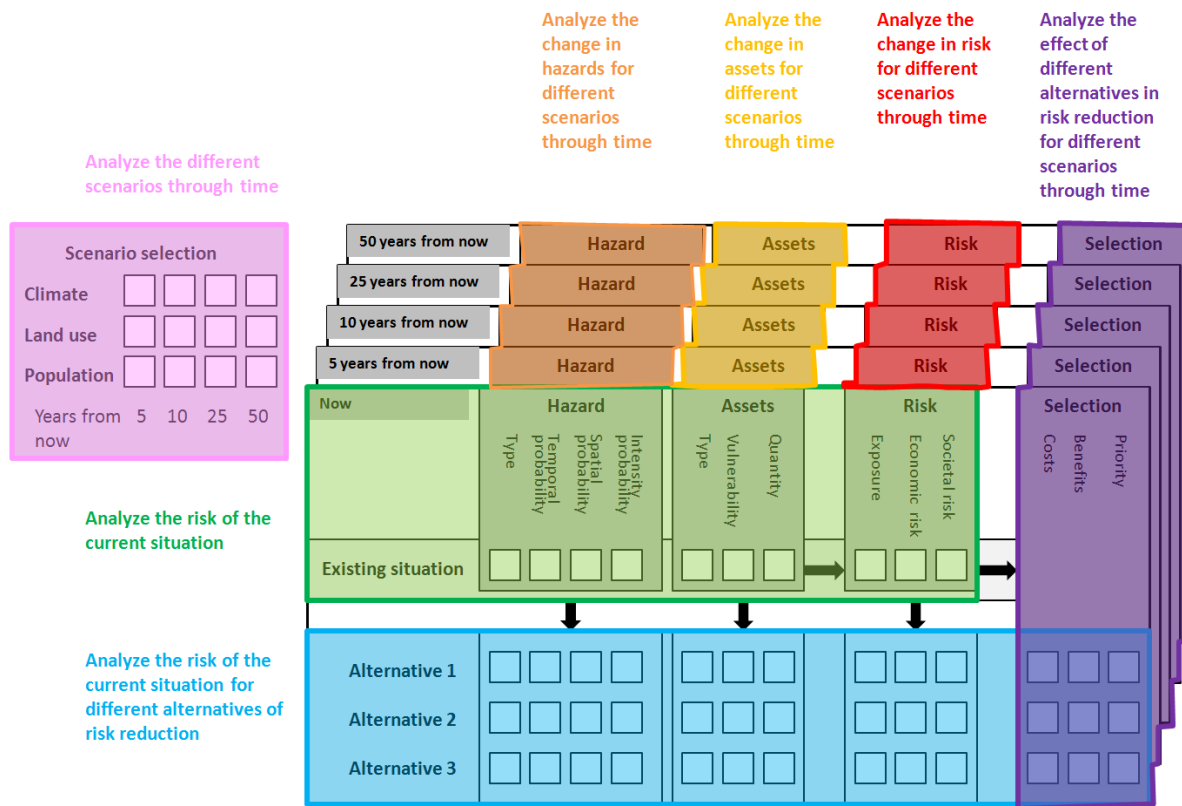 Analyze the
change in
hazards for
different
scenarios
through time
Analyze the
change in
assets for
different
scenarios
through time
Analyze the
change in risk
for different
scenarios
through time
Analyze the
effect of
different
alternatives in
risk reduction
for different
scenarios
through time
Analyze the different
scenarios through time
Scenario selection
Climate
Land use
Population
Years from
now
5 10 25 50
50 years from now Hazard Assets Risk Selection
25 years from now Hazard Assets Risk Selection
10 years from now Hazard Assets Risk Selection
5 years from now Hazard Assets Risk Selection
Now Hazard Assets Risk Selection
Type
Temporal
probability
Spatial
probability
Intensity
probability
Type
Vulnerability
Quantity
Exposure
Economic risk
Societal risk
Costs
Benefits
Priority
Analyze the risk of the
current situation
Existing situation
Analyze the risk of the
current situation for
different alternatives of
risk reduction
Alternative 1
Alternative 2
Alternative 3